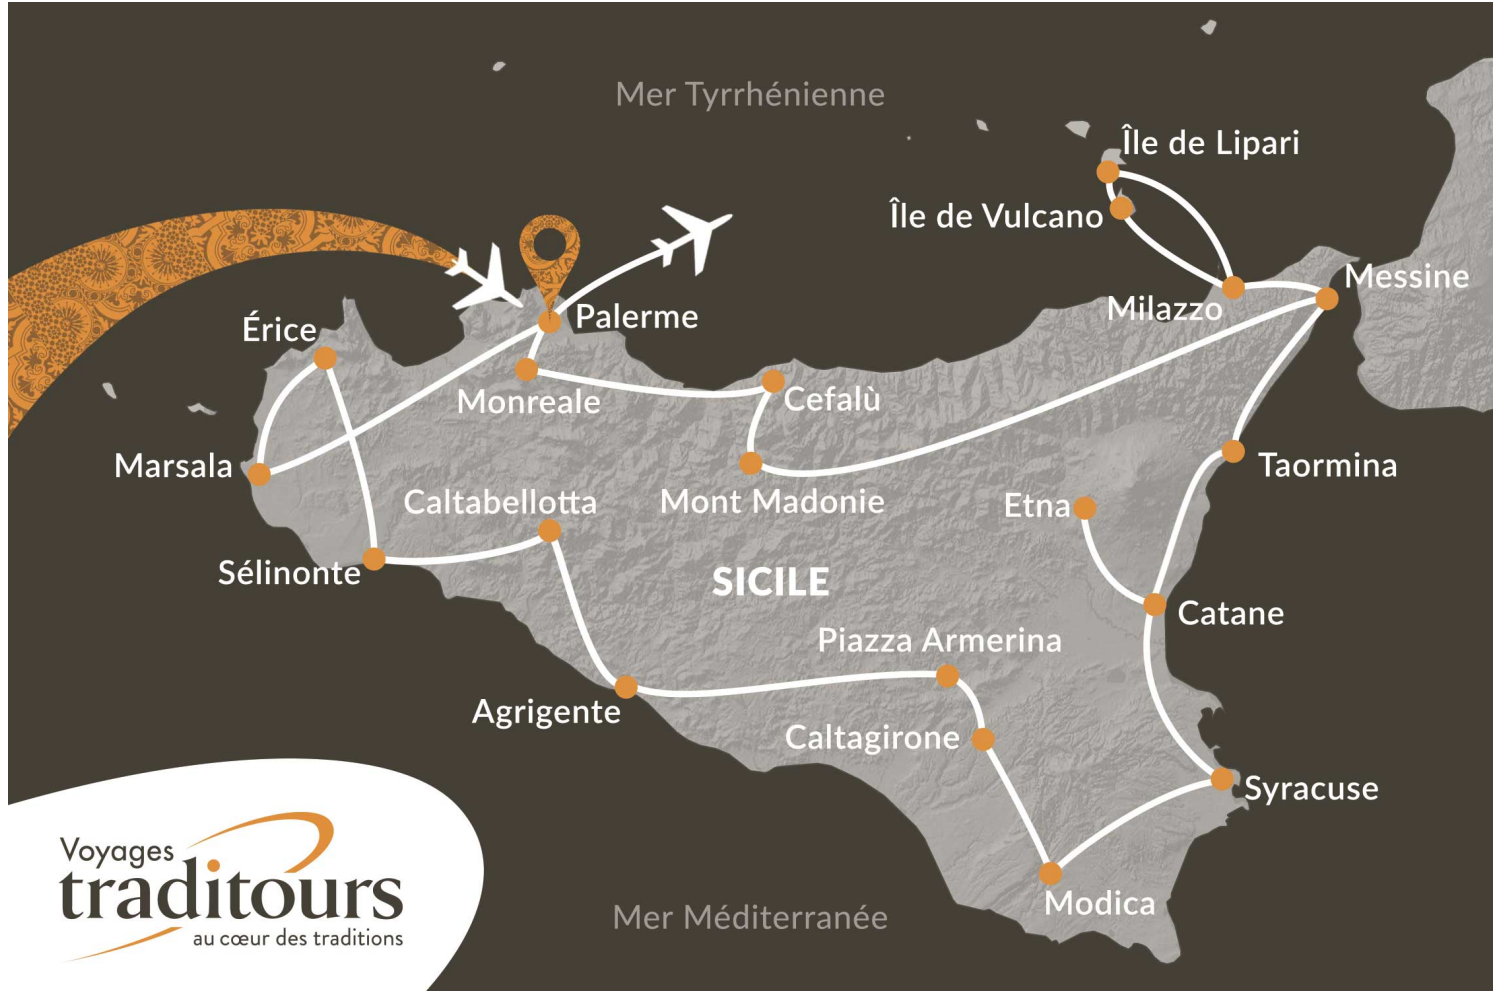 Mer Tyrrhénienne
Île de Lipari
Île de Vulcano
Messine
Milazzo
Palerme
Érice
Monreale
Cefalù
Marsala
Taormina
Caltabellotta
Mont Madonie
Etna
Sélinonte
SICILE
Catane
Piazza Armerina
Agrigente
Caltagirone
Syracuse
Modica
Mer Méditerranée
Voyages
traditours
au cœur des traditions